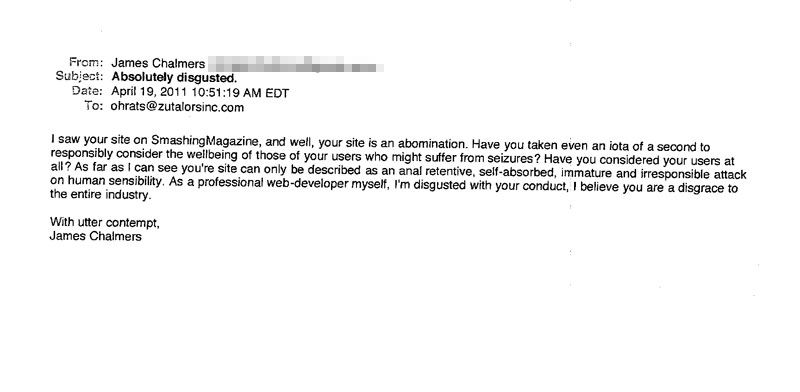 From: James Chalmers
Subject: Absolutely disgusted.
Date: April 19, 2011 10:51:19 AM EDT
To: ohrats@zutalorsinc.com
I saw your site on SmashingMagazine, and well, your site is an abomination. Have you taken even an iota of a second to
responsibly consider the wellbeing of those of your users who might suffer from seizures? Have you considered your users at
all? As far as I can see you're site can only be described as an anal retentive, self-absorbed, immature and irresponsible attack
on human sensibility. As a professional web-developer myself, I'm disgusted with your conduct, I believe you are a disgrace to
the entire industry.
With utter contempt,
James Chalmers